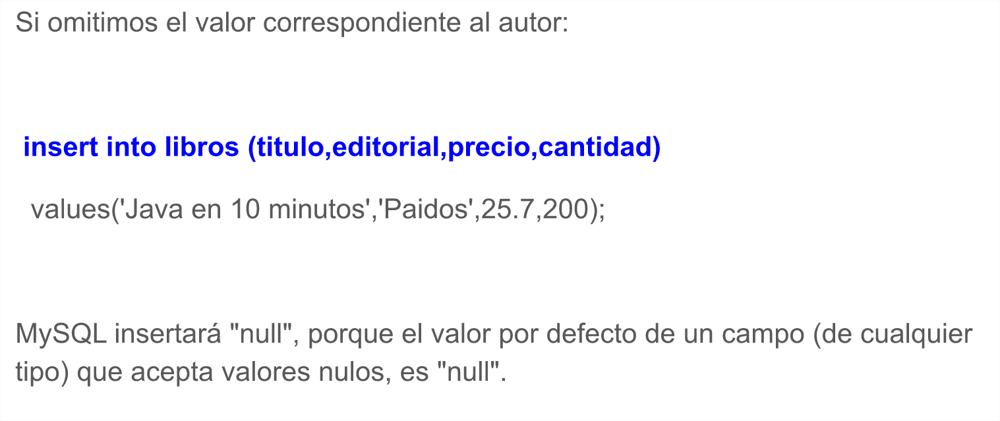 Si omitimos el valor correspondiente al autor:
insert into libros (titulo,editorial,precio,cantidad)
values('Java en 10 minutos','Paidos',25.7,200);
MySQL insertará "null", porque el valor por defecto de un campo (de cualquier
tipo) que acepta valores nulos, es "null".